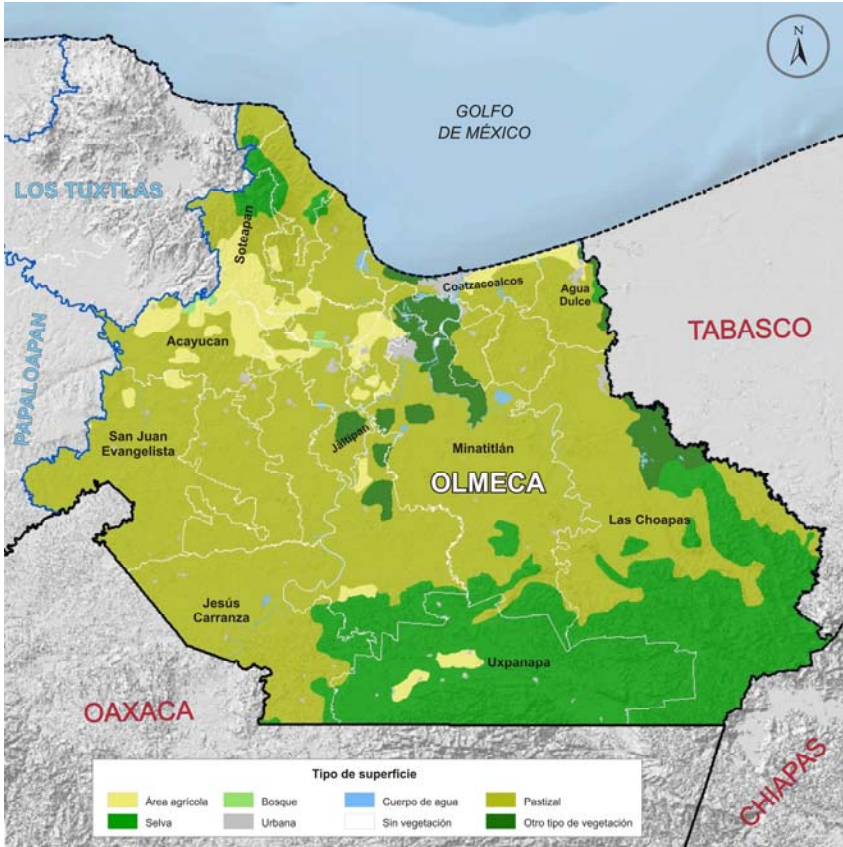 N
GOLFO
DE MÉXICO
LOS TUXTLAS
Soteapan
Coatzacoalcos
Agua
Dulce
TABASCO
Acayucan
PAPALOAPAN
San Juan
Evangelista
Jáltipan
Minatitlán
OLMECA
Las Choapas
Jesús
Carranza
Uxpanapa
OAXACA
CHIAPAS
Tipo de superficie
Área agrícola
Bosque
Cuerpo de agua
Pastizal
Selva
Urbana
Sin vegetación
Otro tipo de vegetación